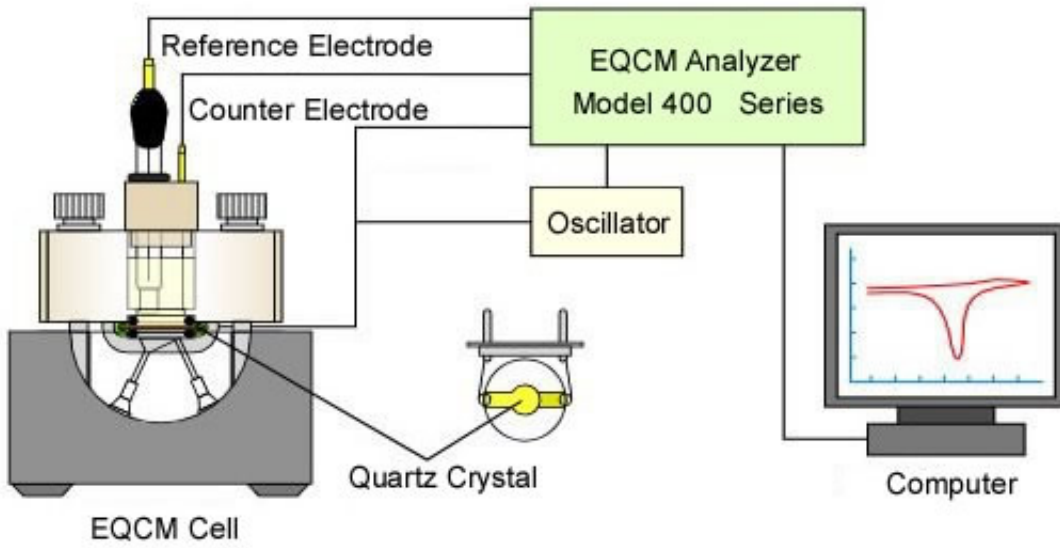 Reference Electrode
Counter Electrode
EQCM Analyzer
Model 400 Series
Oscillator
Quartz Crystal
Computer
EQCM Cell